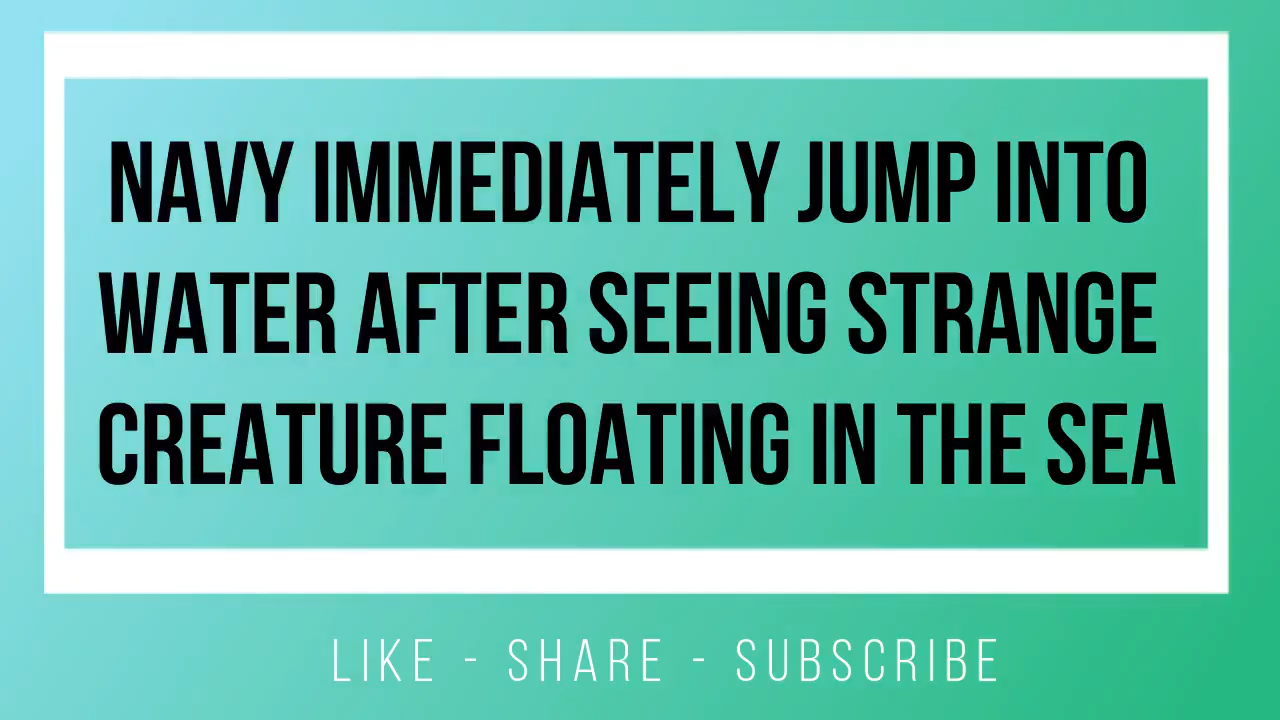 NAVY IMMEDIATELY JUMP INTO
WATER AFTER SEEING STRANGE
CREATURE FLOATING IN THE SEA
LIKE - SHARE - SUBSCRIBE